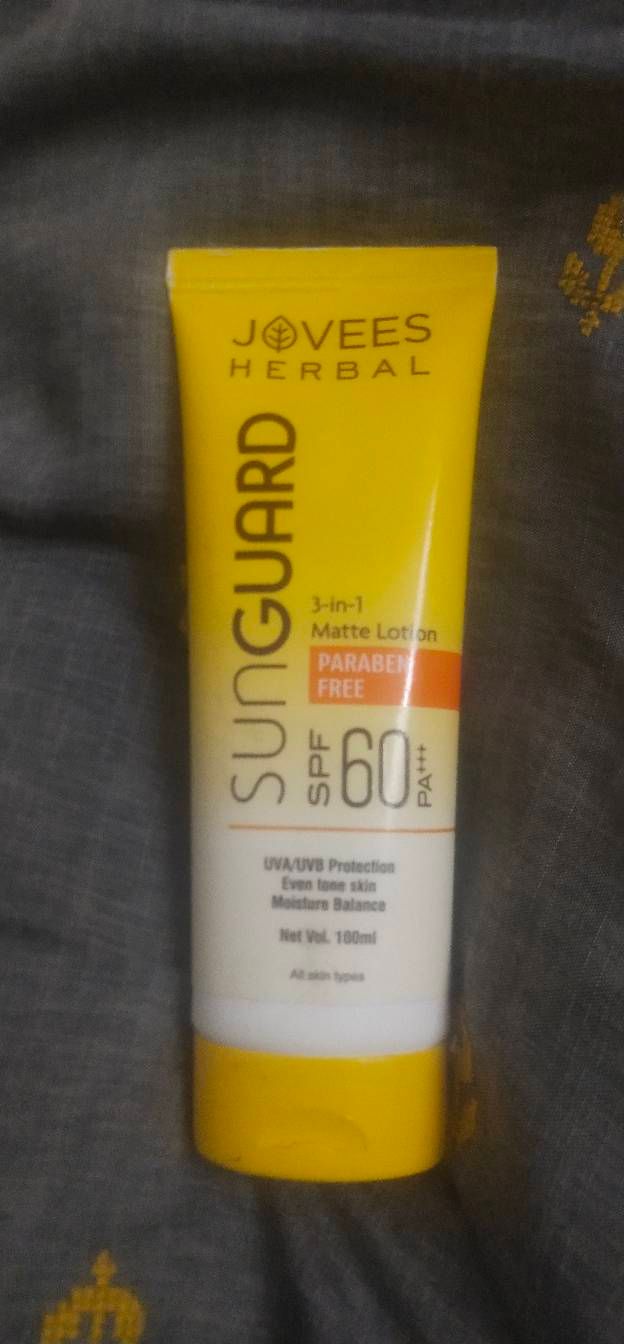 JOVEES
HERBAL
SUNGUARD
3-in-1
Matte Lotion
PARABEN
FREE
SPF 60 PA+++
UVA/UVB Protection
Even tone skin
Moisture Balance
Net Vol. 100ml
All skin types